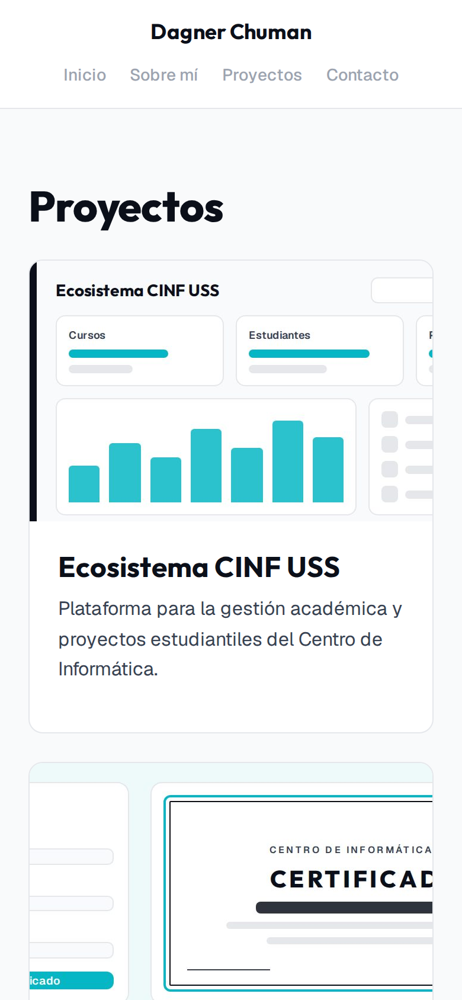 Dagner Chuman
Inicio Sobre mí Proyectos Contacto
Proyectos
Ecosistema CINF USS
Cursos Estudiantes
Ecosistema CINF USS
Plataforma para la gestión académica y
proyectos estudiantiles del Centro de
Informática.
CENTRO DE INFORMÁTICA
CERTIFICAD
icado